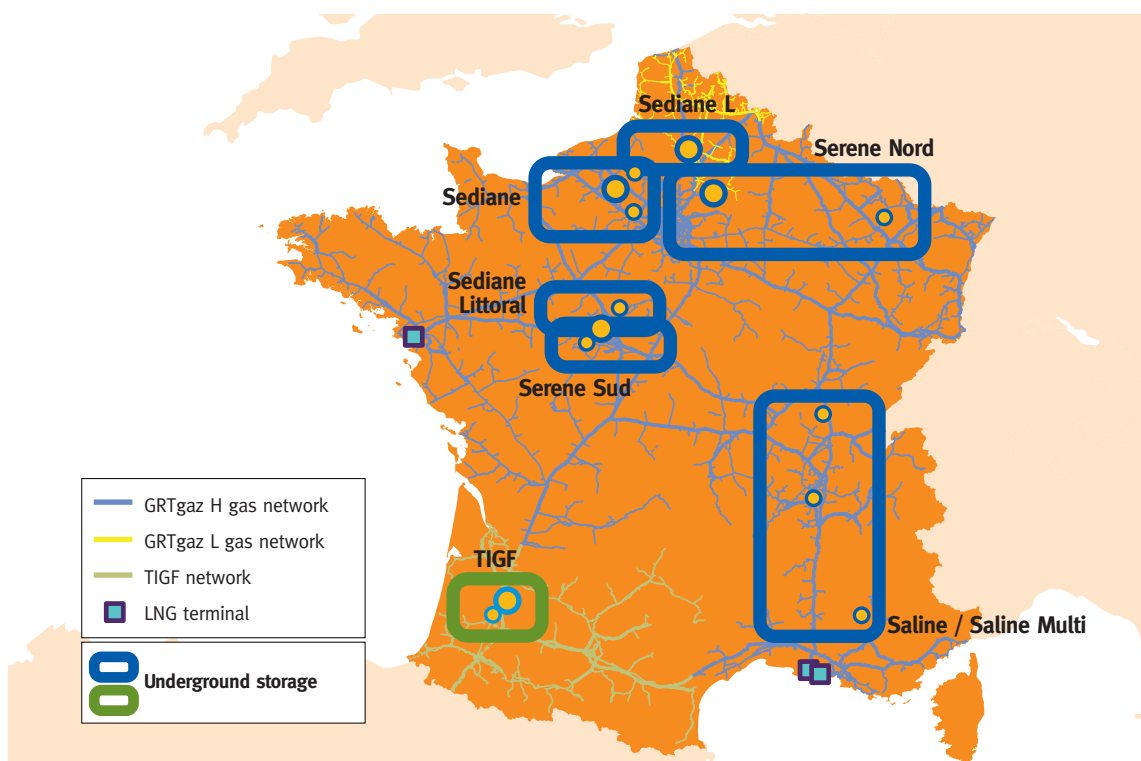 Sediane L
Serene Nord
Sediane
Sediane
Littoral
Serene Sud
GRTgaz H gas network
GRTgaz L gas network
TIGF network
LNG terminal
Underground storage
TIGF
Saline / Saline Multi